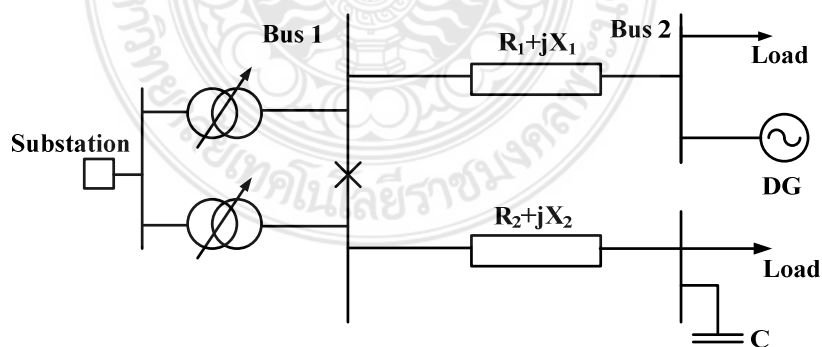 Bus 1
R₁+jX₁
Bus 2
Load
Substation
DG
R₂+jX₂
Load
C